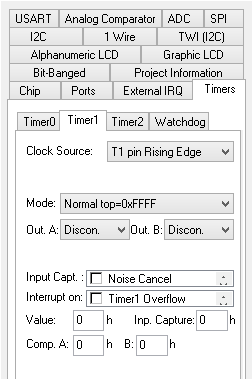 USART Analog Comparator ADC SPI
I2C 1 Wire TWI (I2C)
Alphanumeric LCD Graphic LCD
Bit-Banged Project Information
Chip Ports External IRQ Timers
Timer0 Timer1 Timer2 Watchdog
Clock Source: T1 pin Rising Edge
Mode: Normal top=0xFFFF
Out. A: Discon. Out. B: Discon.
Input Capt. : Noise Cancel
Interrupt on: Timer1 Overflow
Value: 0 h Inp. Capture: 0 h
Comp. A: 0 h B: 0 h